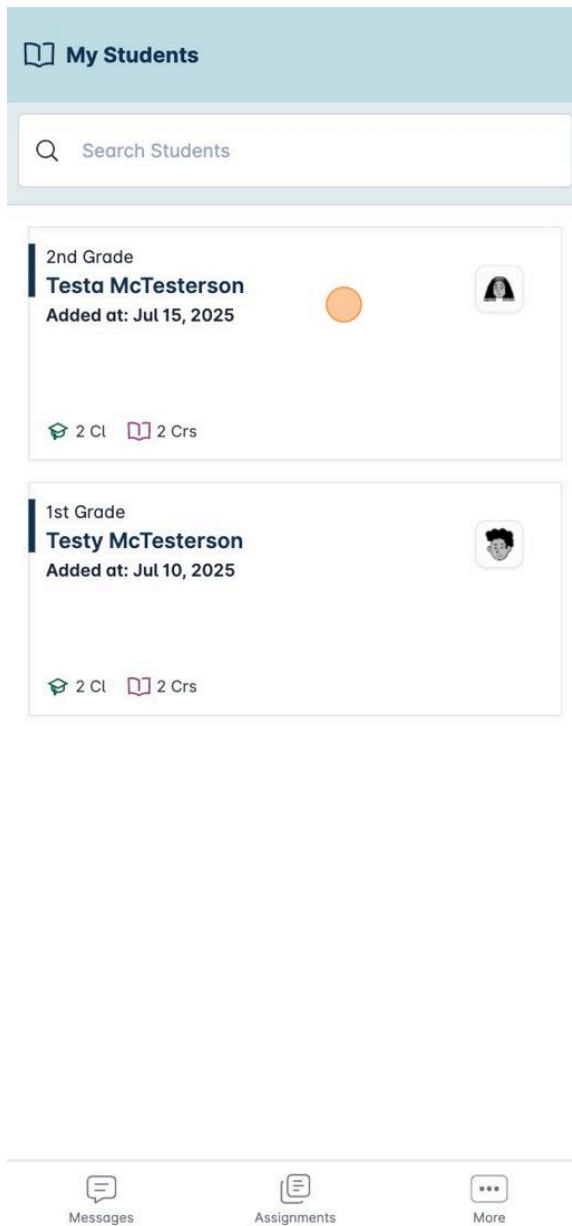 My Students
Search Students
2nd Grade
Testa McTesterson
Added at: Jul 15, 2025
2 Cl 2 Crs
1st Grade
Testy McTesterson
Added at: Jul 10, 2025
2 Cl 2 Crs
Messages Assignments More